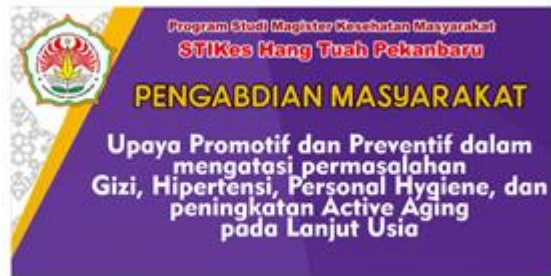 Program Studi Magister Kesehatan Masyarakat
STIKes Hang Tuah Pekanbaru
PENGABDIAN MASYARAKAT
Upaya Promotif dan Preventif dalam
mengatasi permasalahan
Gizi, Hipertensi, Personal Hygiene, dan
peningkatan Active Aging
pada Lanjut Usia